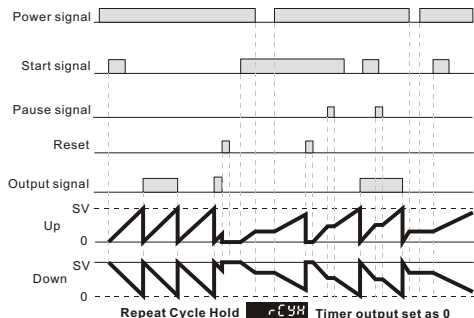 Power signal
Start signal
Pause signal
Reset
Output signal
SV
Up
0
SV
Down
0
Repeat Cycle Hold rCYH Timer output set as 0